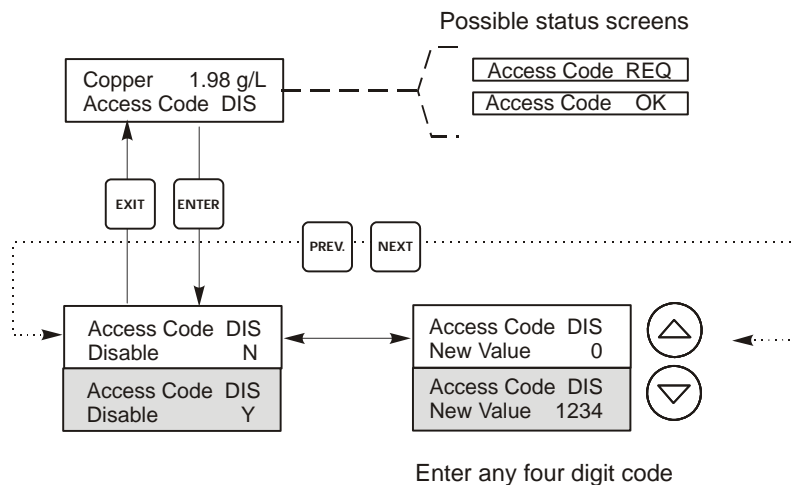 Possible status screens
Copper 1.98 g/L
Access Code DIS
Access Code REQ
Access Code OK
EXIT
ENTER
PREV.
NEXT
Access Code DIS
Disable N
Access Code DIS
Disable Y
Access Code DIS
New Value 0
Access Code DIS
New Value 1234
Enter any four digit code